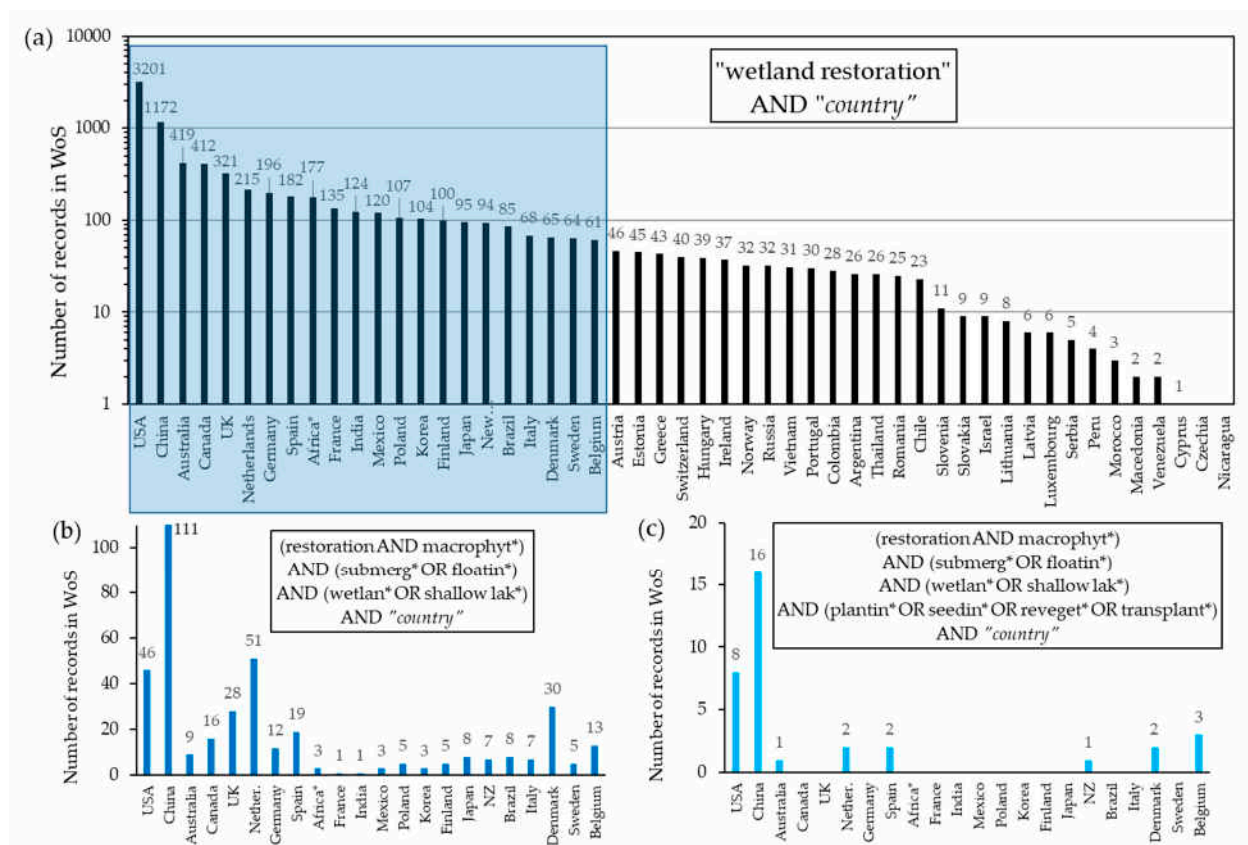 (a)
10000
1000
100
10
1
Number of records in WoS
"wetland restoration"
AND "country"
3201
1172
419
412
321
215
196
182
177
135
124
120
107
104
100
95
94
85
68
65
64
61
46
45
43
40
39
37
32
32
31
30
28
26
26
25
23
11
9
9
8
6
6
5
4
3
2
2
1
USA
China
Australia
Canada
UK
Netherlands
Germany
Spain
Africa*
France
India
Mexico
Poland
Korea
Finland
Japan
New...
Brazil
Italy
Denmark
Sweden
Belgium
Austria
Estonia
Greece
Switzerland
Hungary
Ireland
Norway
Russia
Vietnam
Portugal
Colombia
Argentina
Thailand
Romania
Chile
Slovenia
Slovakia
Israel
Lithuania
Latvia
Luxembourg
Serbia
Peru
Morocco
Macedonia
Venezuela
Cyprus
Czechia
Nicaragua
(b)
100
80
60
40
20
0
Number of records in WoS
(restoration AND macrophyt*)
AND (submerg* OR floatin*)
AND (wetlan* OR shallow lak*)
AND "country"
46
111
9
16
28
51
12
19
3
1
1
3
5
3
5
8
7
8
7
30
5
13
USA
China
Australia
Canada
UK
Nether.
Germany
Spain
Africa*
France
India
Mexico
Poland
Korea
Finland
Japan
NZ
Brazil
Italy
Denmark
Sweden
Belgium
(c)
20
15
10
5
0
Number of records in WoS
(restoration AND macrophyt*)
AND (submerg* OR floatin*)
AND (wetlan* OR shallow lak*)
AND (plantin* OR seedin* OR reveget* OR transplant*)
AND "country"
8
16
1
2
2
1
2
3
USA
China
Australia
Canada
UK
Nether.
Germany
Spain
Africa*
France
India
Mexico
Poland
Korea
Finland
Japan
NZ
Brazil
Italy
Denmark
Sweden
Belgium